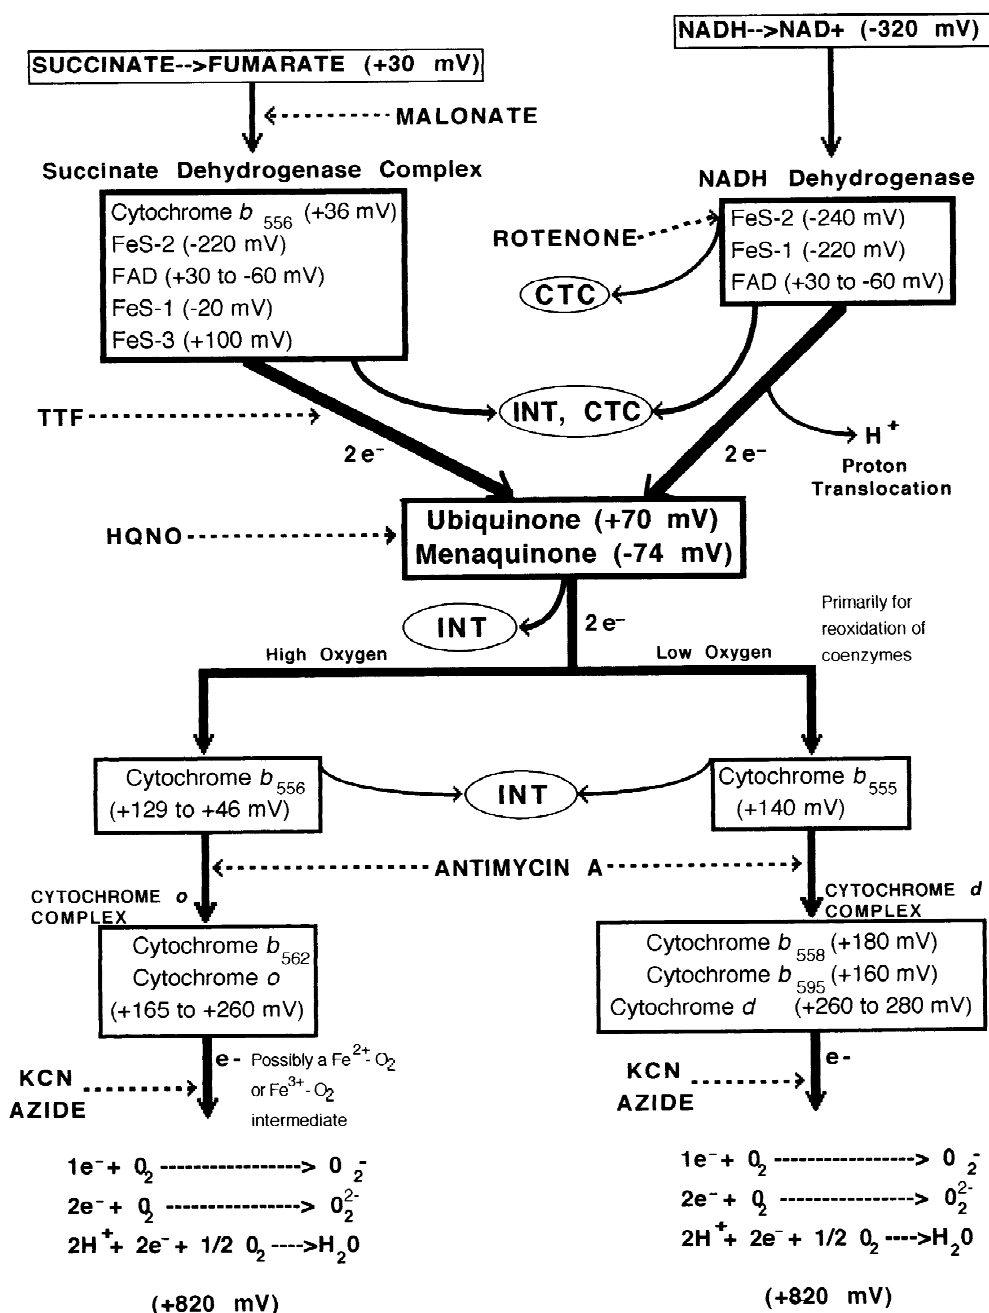 NADH-->NAD+ (-320 mV)
SUCCINATE-->FUMARATE (+30 mV)
MALONATE
Succinate Dehydrogenase Complex
NADH Dehydrogenase
Cytochrome b 556 (+36 mV)
FeS-2 (-220 mV)
FAD (+30 to -60 mV)
FeS-1 (-20 mV)
FeS-3 (+100 mV)
FeS-2 (-240 mV)
FeS-1 (-220 mV)
FAD (+30 to -60 mV)
ROTENONE
CTC
INT, CTC
TTF
2 e⁻
2 e⁻
H⁺
Proton
Translocation
Ubiquinone (+70 mV)
Menaquinone (-74 mV)
HQNO
INT
2 e⁻
Primarily for
reoxidation of
coenzymes
High Oxygen
Low Oxygen
Cytochrome b₅₅₆
(+129 to +46 mV)
INT
Cytochrome b₅₅₅
(+140 mV)
ANTIMYCIN A
CYTOCHROME o
COMPLEX
CYTOCHROME d
COMPLEX
Cytochrome b₅₆₂
Cytochrome o
(+165 to +260 mV)
Cytochrome b₅₅₈ (+180 mV)
Cytochrome b₅₉₅ (+160 mV)
Cytochrome d (+260 to 280 mV)
e- Possibly a Fe²⁺-O₂
or Fe³⁺-O₂
intermediate
KCN
AZIDE
e-
KCN
AZIDE
1e⁻+ O₂ ----------------> O₂⁻
2e⁻+ O₂ ----------------> O₂²⁻
2H⁺+ 2e⁻+ 1/2 O₂ ---->H₂O
(+820 mV)
1e⁻+ O₂ ----------------> O₂⁻
2e⁻+ O₂ ----------------> O₂²⁻
2H⁺+ 2e⁻+ 1/2 O₂ ---->H₂O
(+820 mV)